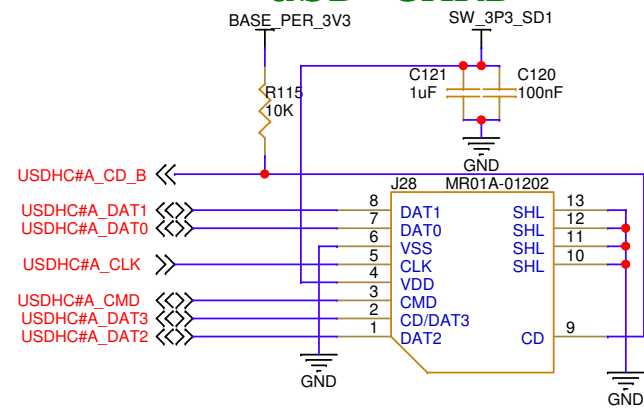 BASE_PER_3V3
SW_3P3_SD1
R115
10K
C121
1uF
C120
100nF
GND
USDHC#A_CD_B
J28
MR01A-01202
USDHC#A_DAT1
8
DAT1
SHL
13
USDHC#A_DAT0
7
DAT0
SHL
12
6
VSS
SHL
11
USDHC#A_CLK
5
CLK
SHL
10
4
VDD
USDHC#A_CMD
3
CMD
USDHC#A_DAT3
2
CD/DAT3
USDHC#A_DAT2
1
DAT2
CD
9
GND
GND